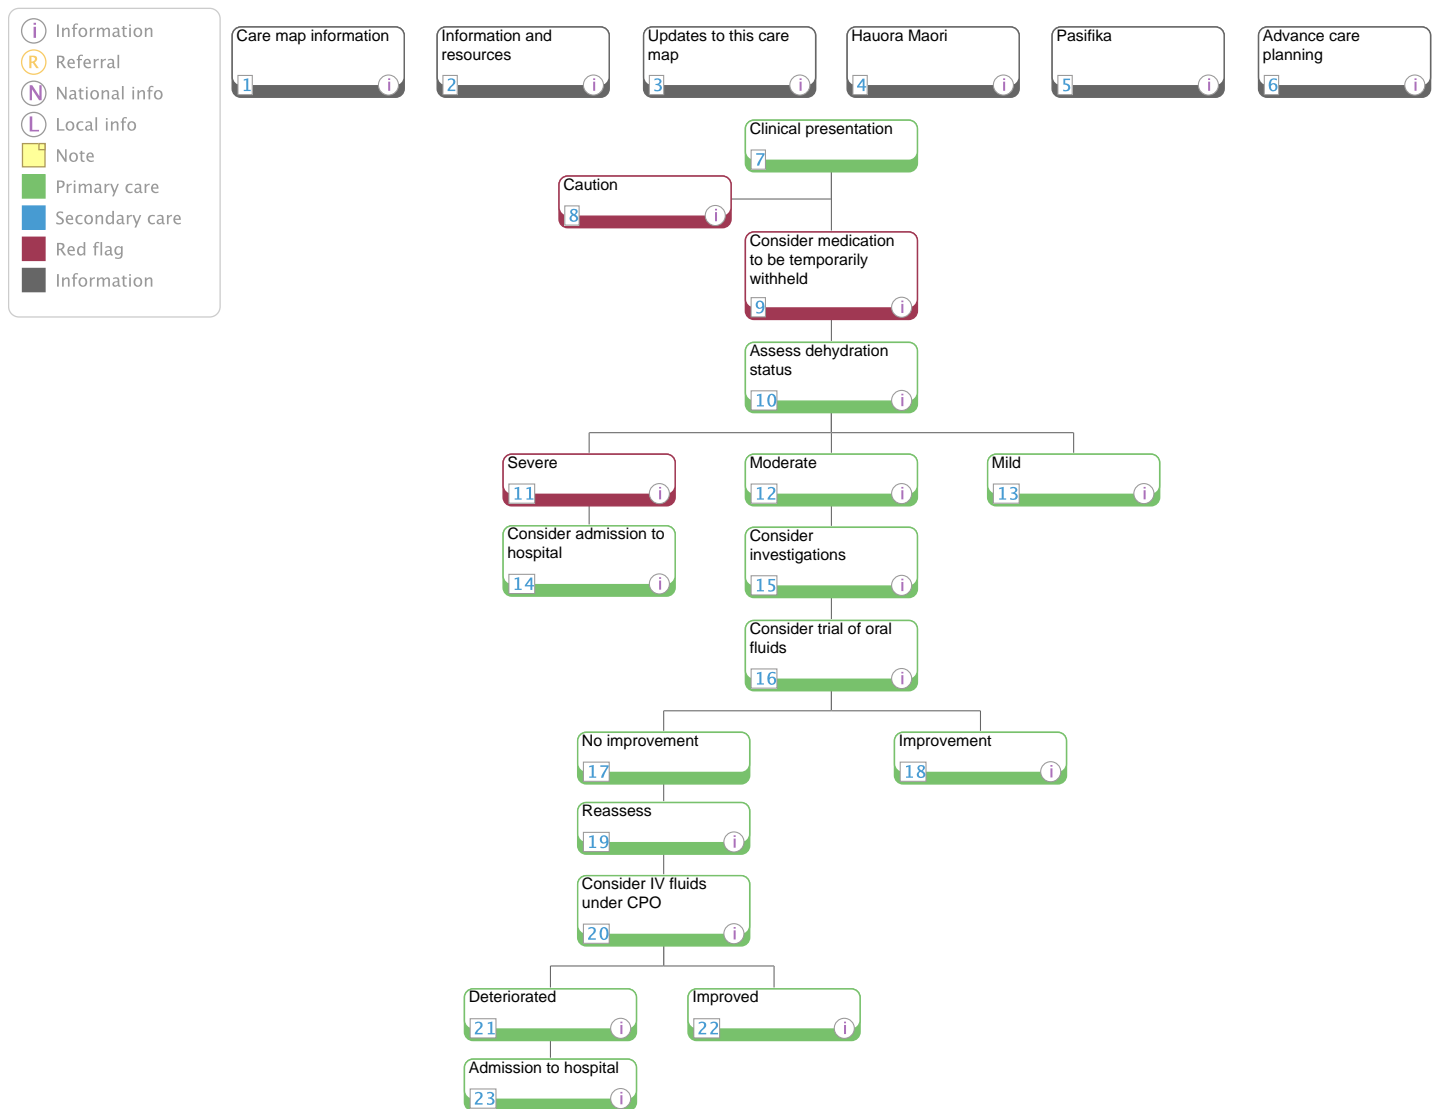 i Information
R Referral
N National info
L Local info
Note
Primary care
Secondary care
Red flag
Information
Care map information
1 i
Information and
resources
2 i
Updates to this care
map
3 i
Hauora Maori
4 i
Pasifika
5 i
Advance care
planning
6 i
Clinical presentation
7
Caution
8 i
Consider medication
to be temporarily
withheld
9 i
Assess dehydration
status
10 i
Severe
11 i
Moderate
12 i
Mild
13 i
Consider admission to
hospital
14 i
Consider
investigations
15 i
Consider trial of oral
fluids
16 i
No improvement
17
Improvement
18 i
Reassess
19 i
Consider IV fluids
under CPO
20 i
Deteriorated
21 i
Improved
22 i
Admission to hospital
23 i